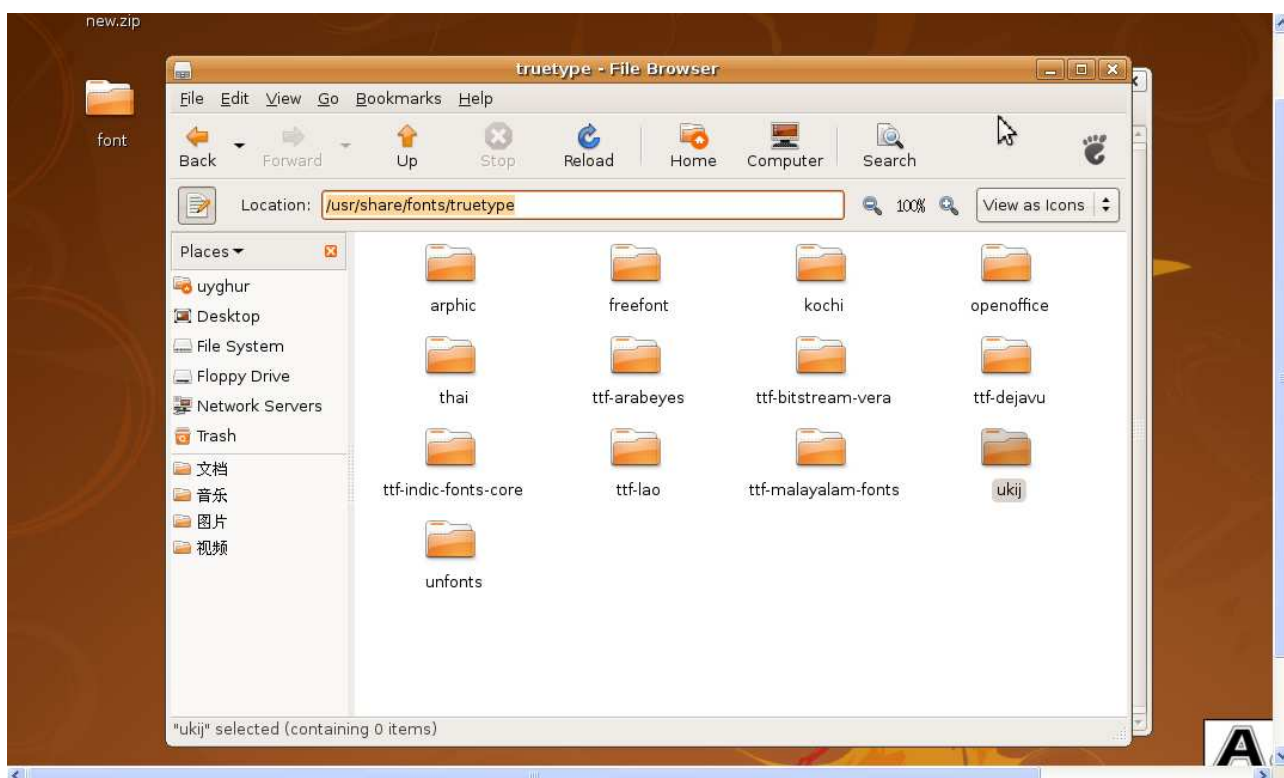 new.zip
font
truetype - File Browser
File Edit View Go Bookmarks Help
Back Forward Up Stop Reload Home Computer Search
Location: /usr/share/fonts/truetype 100% View as Icons
Places
uyghur
Desktop
File System
Floppy Drive
Network Servers
Trash
文档
音乐
图片
视频
arphic freefont kochi openoffice
thai ttf-arabeyes ttf-bitstream-vera ttf-dejavu
ttf-indic-fonts-core ttf-lao ttf-malayalam-fonts ukij
unfonts
"ukij" selected (containing 0 items)
A